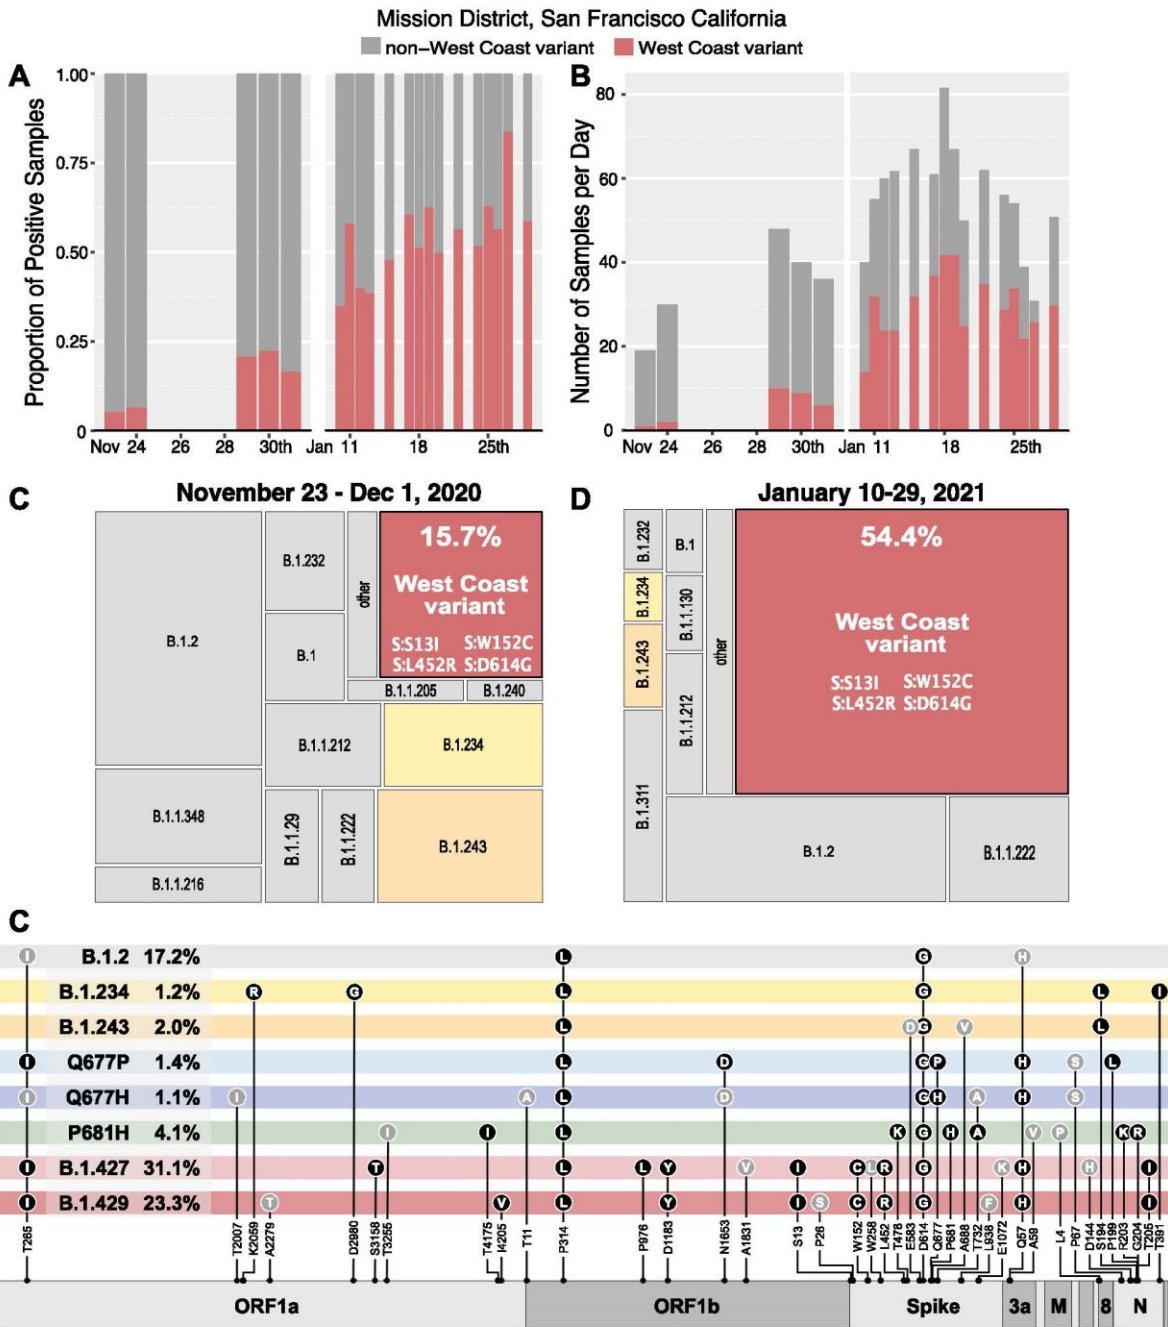 Mission District, San Francisco California
non–West Coast variant West Coast variant
A
Proportion of Positive Samples
1.00
0.75
0.50
0.25
0
Nov 24 26 28 30th Jan 11 18 25th
B
Number of Samples per Day
80
60
40
20
0
Nov 24 26 28 30th Jan 11 18 25th
C November 23 - Dec 1, 2020
B.1.2
B.1.232
other
15.7%
West Coast
variant
S:S13I S:W152C
S:L452R S:D614G
B.1
B.1.1.205 B.1.240
B.1.1.212 B.1.234
B.1.1.348
B.1.1.29 B.1.1.222 B.1.243
B.1.1.216
D January 10-29, 2021
B.1.232 B.1 other
54.4%
West Coast
variant
S:S13I S:W152C
S:L452R S:D614G
B.1.234 B.1.1.130
B.1.243 B.1.1.212
B.1.311 B.1.2 B.1.1.222
C
I B.1.2 17.2% L G H
B.1.234 1.2% R G L G L I
B.1.243 2.0% L D G V L
I Q677P 1.4% L D G P H S L
I Q677H 1.1% I A L D G H A H S
P681H 4.1% I I L K G H A V P K R
I B.1.427 31.1% T L L Y V I C L R G K H H I
I B.1.429 23.3% T V L Y I S C R G F H I
T265 T2007 K2059 A2279 D2980 S3158 T3255 T4175 I4205 T11 P314 P976 D1183 N1653 A1831 S13 P26 W152 W258 L452 T478 E583 D614 Q677 P681 A688 T732 L938 E1072 Q57 A59 L4 P67 D144 S194 P199 R203 G204 T205 T391
ORF1a ORF1b Spike 3a M 8 N